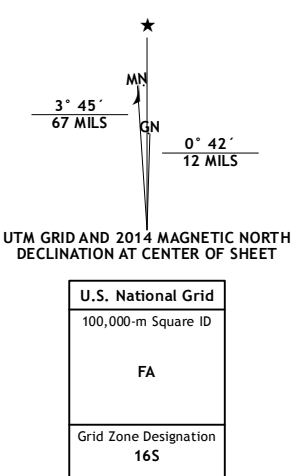 ★
MN
3° 45´
67 MILS
GN
0° 42´
12 MILS
UTM GRID AND 2014 MAGNETIC NORTH
DECLINATION AT CENTER OF SHEET
U.S. National Grid
100,000-m Square ID
FA
Grid Zone Designation
16S